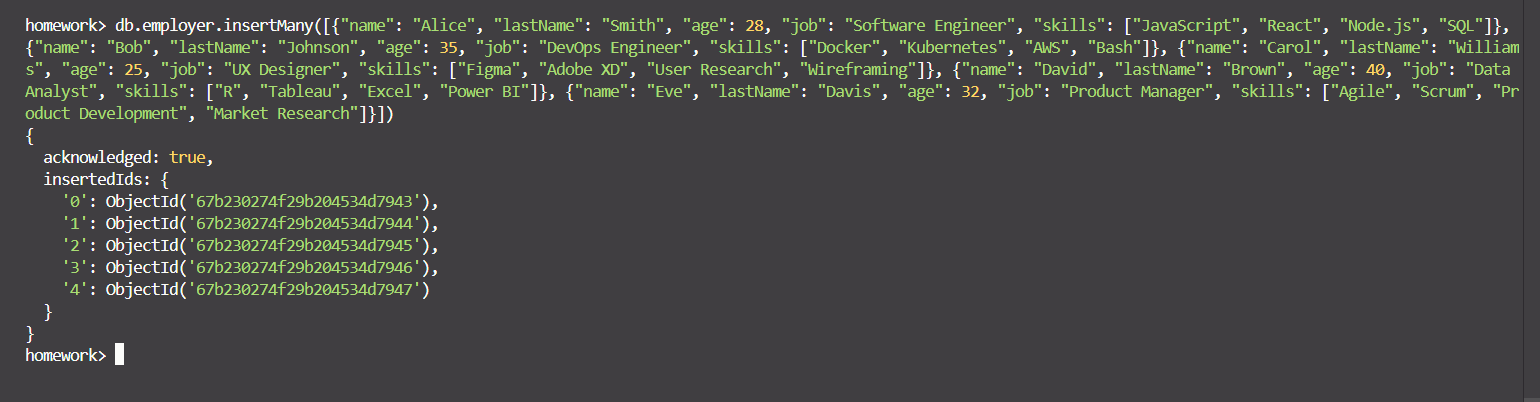 homework> db.employer.insertMany([{"name": "Alice", "lastName": "Smith", "age": 28, "job": "Software Engineer","skills": ["JavaScript", "React", "Node.js", "SQL"]},
{"name": "Bob", "lastName": "Johnson", "age": 35, "job": "DevOps Engineer", "skills": ["Docker", "Kubernetes", "AWS", "Bash"]}, {"name": "Carol", "lastName": "William
s", "age": 25, "job": "UX Designer", "skills": ["Figma", "Adobe XD", "User Research", "Wireframing"]}, {"name": "David", "lastName": "Brown", "age": 40, "job": "Data
Analyst", "skills": ["R", "Tableau", "Excel", "Power BI"]}, {"name": "Eve", "lastName": "Davis", "age": 32, "job": "Product Manager", "skills": ["Agile", "Scrum", "Pr
oduct Development", "Market Research"]}])
{
  acknowledged: true,
  insertedIds: {
    '0': ObjectId('67b230274f29b204534d7943'),
    '1': ObjectId('67b230274f29b204534d7944'),
    '2': ObjectId('67b230274f29b204534d7945'),
    '3': ObjectId('67b230274f29b204534d7946'),
    '4': ObjectId('67b230274f29b204534d7947')
  }
}
homework>